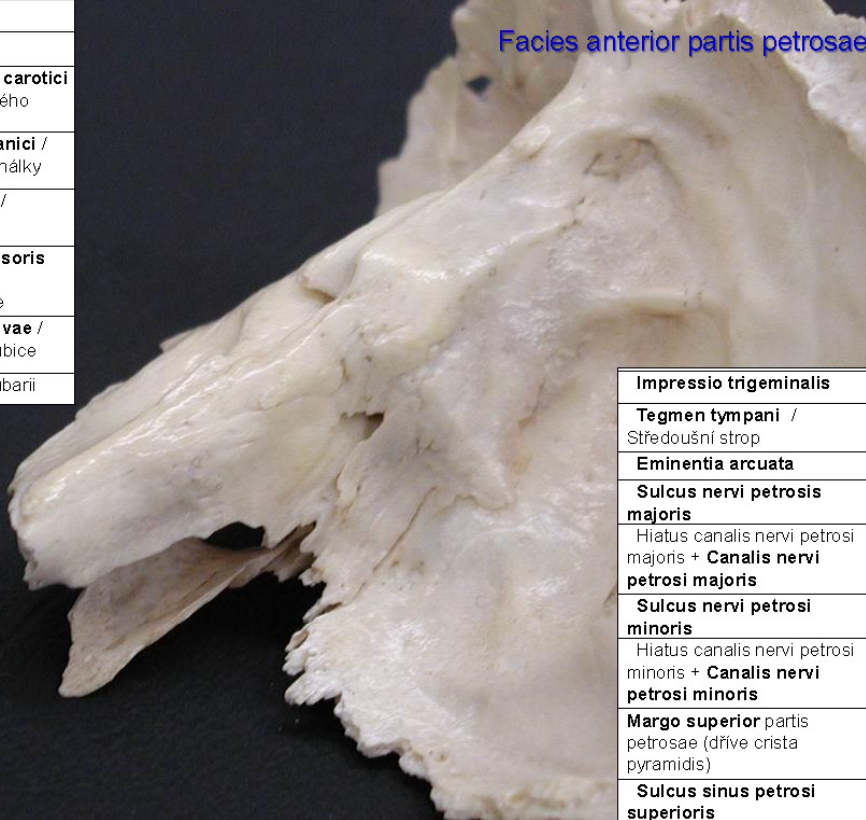 Facies anterior partis petrosae
carotici
ého
anici /
nálky
/
soris
e
vae /
ubice
ubarii
Impressio trigeminalis
Tegmen tympani /
Středoušní strop
Eminentia arcuata
Sulcus nervi petrosis
majoris
Hiatus canalis nervi petrosi
majoris + Canalis nervi
petrosi majoris
Sulcus nervi petrosi
minoris
Hiatus canalis nervi petrosi
minoris + Canalis nervi
petrosi minoris
Margo superior partis
petrosae (dříve crista
pyramidis)
Sulcus sinus petrosi
superioris